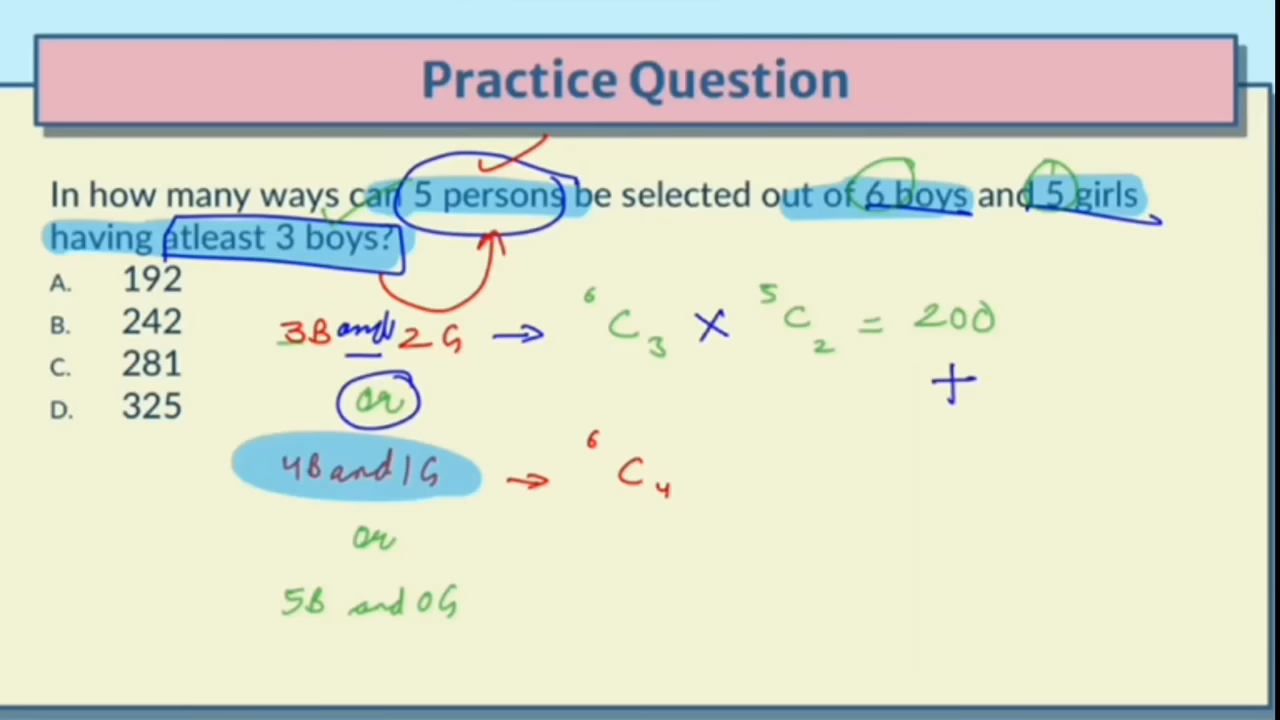 Practice Question
In how many ways can 5 persons be selected out of 6 boys and 5 girls
having atleast 3 boys?
A. 192
B. 242
C. 281
D. 325
3B and 2G → ⁶C₃ × ⁵C₂ = 200
or
+
4B and 1G → ⁶C₄
or
5B and 0G